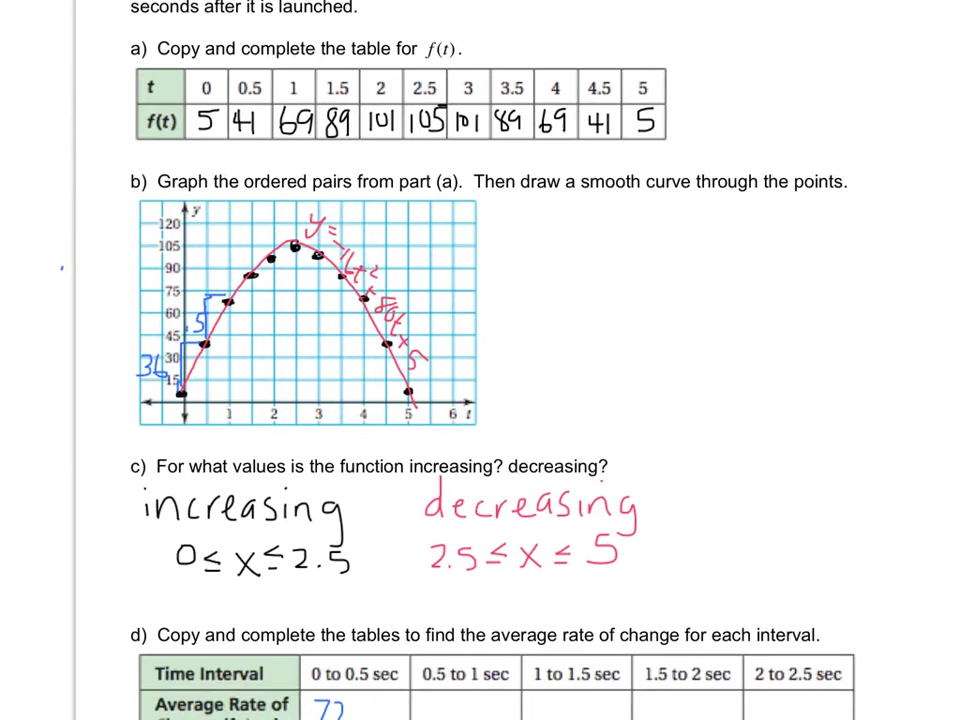 seconds after it is launched.
a) Copy and complete the table for f(t).
t 0 0.5 1 1.5 2 2.5 3 3.5 4 4.5 5
f(t) 5 41 69 89 101 105 101 89 69 41 5
b) Graph the ordered pairs from part (a). Then draw a smooth curve through the points.
y
120
105
90
75
60
45
30
15
y = -16t² + 80t + 5
.5
36
1 2 3 4 5 6 t
c) For what values is the function increasing? decreasing?
increasing decreasing
0 ≤ x ≤ 2.5 2.5 ≤ x ≤ 5
d) Copy and complete the tables to find the average rate of change for each interval.
Time Interval 0 to 0.5 sec 0.5 to 1 sec 1 to 1.5 sec 1.5 to 2 sec 2 to 2.5 sec
Average Rate of 72